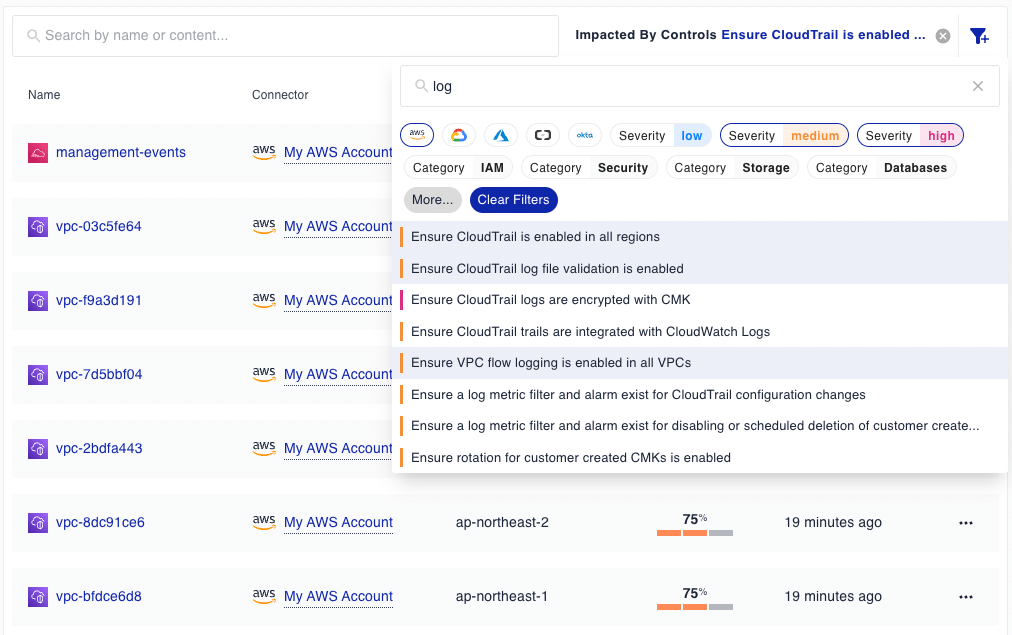 Search by name or content...
Impacted By Controls Ensure CloudTrail is enabled ...
log
Name
Connector
aws
okta
Severity low
Severity medium
Severity high
Category IAM
Category Security
Category Storage
Category Databases
More...
Clear Filters
Ensure CloudTrail is enabled in all regions
Ensure CloudTrail log file validation is enabled
Ensure CloudTrail logs are encrypted with CMK
Ensure CloudTrail trails are integrated with CloudWatch Logs
Ensure VPC flow logging is enabled in all VPCs
Ensure a log metric filter and alarm exist for CloudTrail configuration changes
Ensure a log metric filter and alarm exist for disabling or scheduled deletion of customer create...
Ensure rotation for customer created CMKs is enabled
management-events aws My AWS Account
vpc-03c5fe64 aws My AWS Account
vpc-f9a3d191 aws My AWS Account
vpc-7d5bbf04 aws My AWS Account
vpc-2bdfa443 aws My AWS Account
vpc-8dc91ce6 aws My AWS Account ap-northeast-2 75% 19 minutes ago
vpc-bfdce6d8 aws My AWS Account ap-northeast-1 75% 19 minutes ago